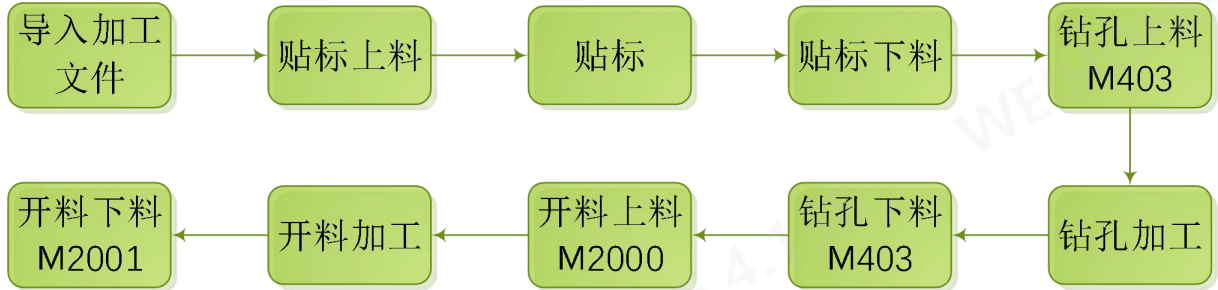 导入加工
文件
贴标上料
贴标
贴标下料
钻孔上料
M403
钻孔加工
钻孔下料
M403
开料上料
M2000
开料加工
开料下料
M2001